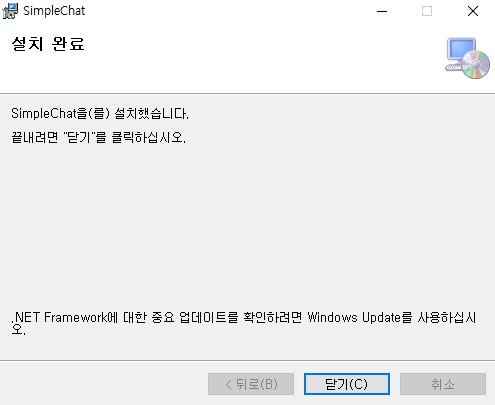 SimpleChat
설치 완료
SimpleChat을(를) 설치했습니다.
끝내려면 "닫기"를 클릭하십시오.
.NET Framework에 대한 중요 업데이트를 확인하려면 Windows Update를 사용하십시
오.
< 뒤로(B)
닫기(C)
취소